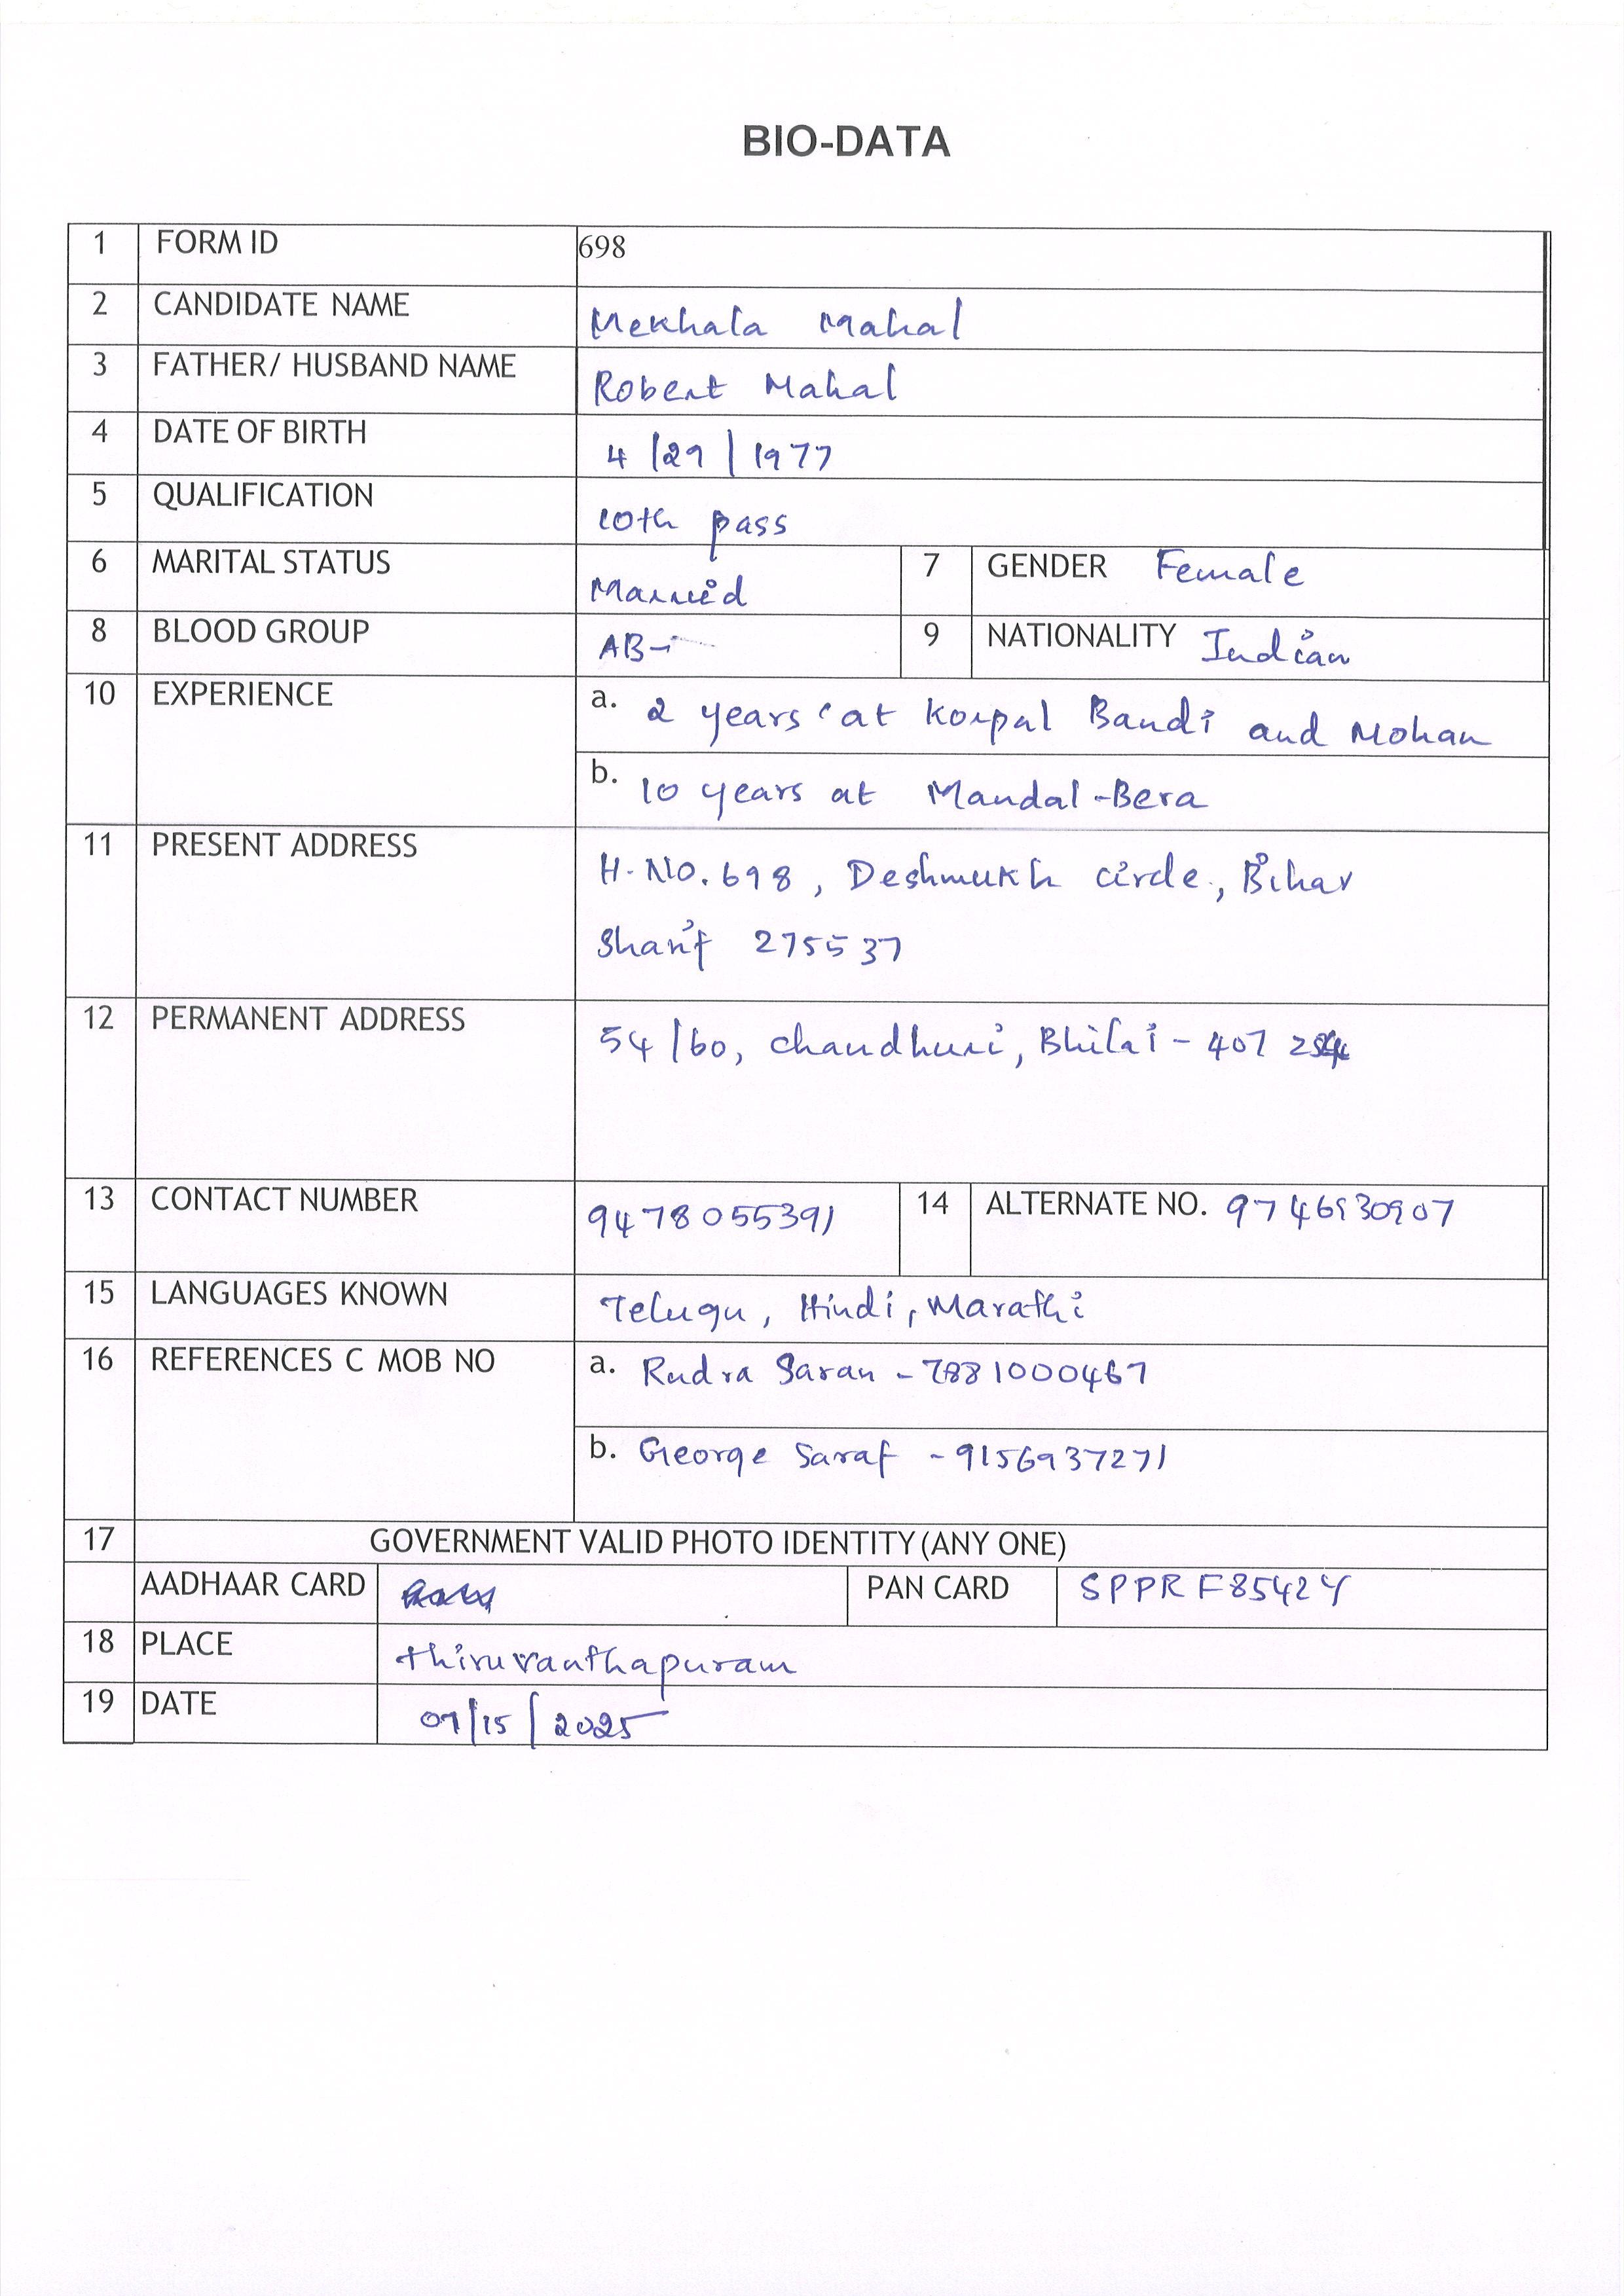 BIO-DATA
1 FORM ID 698
2 CANDIDATE NAME Mekhala Mahal
3 FATHER/ HUSBAND NAME Robert Mahal
4 DATE OF BIRTH 4/29/1977
5 QUALIFICATION 10th pass
6 MARITAL STATUS Married 7 GENDER Female
8 BLOOD GROUP AB- 9 NATIONALITY Indian
10 EXPERIENCE a. 2 years at Korpal Bandi and Mohan
b. 10 years at Mandal-Bera
11 PRESENT ADDRESS H.No.698, Deshmukh circle, Bihar
Sharif 275537
12 PERMANENT ADDRESS 54/60, chaudhuri, Bhilai - 407
13 CONTACT NUMBER 9478055391 14 ALTERNATE NO. 9746930907
15 LANGUAGES KNOWN Telugu, Hindi, Marathi
16 REFERENCES C MOB NO a. Rudra Saran - 7881000467
b. George Saraf - 9156937271
17 GOVERNMENT VALID PHOTO IDENTITY (ANY ONE)
AADHAAR CARD PAN CARD SPPRF8542Y
18 PLACE thiruvanthapuram
19 DATE 07/15/2025